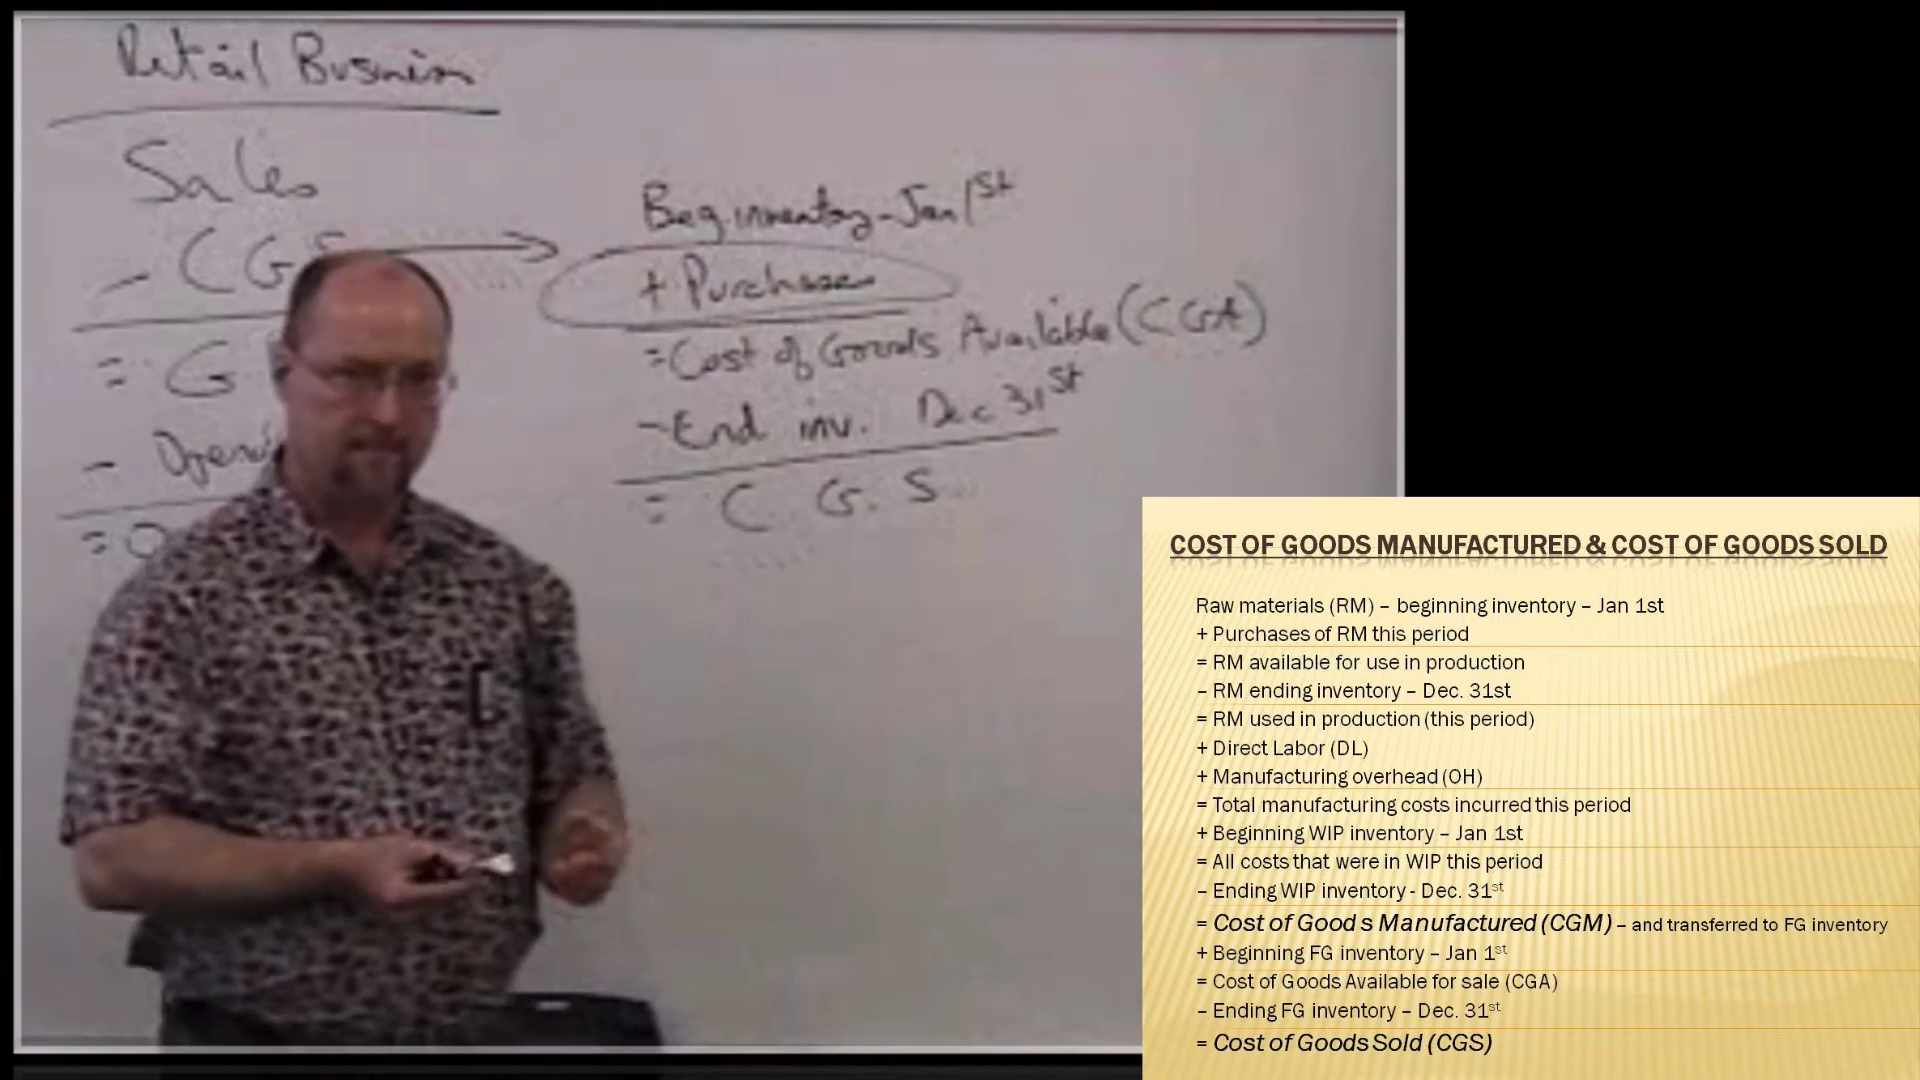 Retail Business
Sales
- CGS
= G
- Operati
= O
Beg. inventory - Jan 1st
+ Purchases
= Cost of Goods Available (CGA)
- End inv. Dec 31st
= C. G. S.
COST OF GOODS MANUFACTURED & COST OF GOODS SOLD
Raw materials (RM) – beginning inventory – Jan 1st
+ Purchases of RM this period
= RM available for use in production
– RM ending inventory – Dec. 31st
= RM used in production (this period)
+ Direct Labor (DL)
+ Manufacturing overhead (OH)
= Total manufacturing costs incurred this period
+ Beginning WIP inventory – Jan 1st
= All costs that were in WIP this period
– Ending WIP inventory - Dec. 31st
= Cost of Good s Manufactured (CGM) – and transferred to FG inventory
+ Beginning FG inventory – Jan 1st
= Cost of Goods Available for sale (CGA)
– Ending FG inventory – Dec. 31st
= Cost of Goods Sold (CGS)